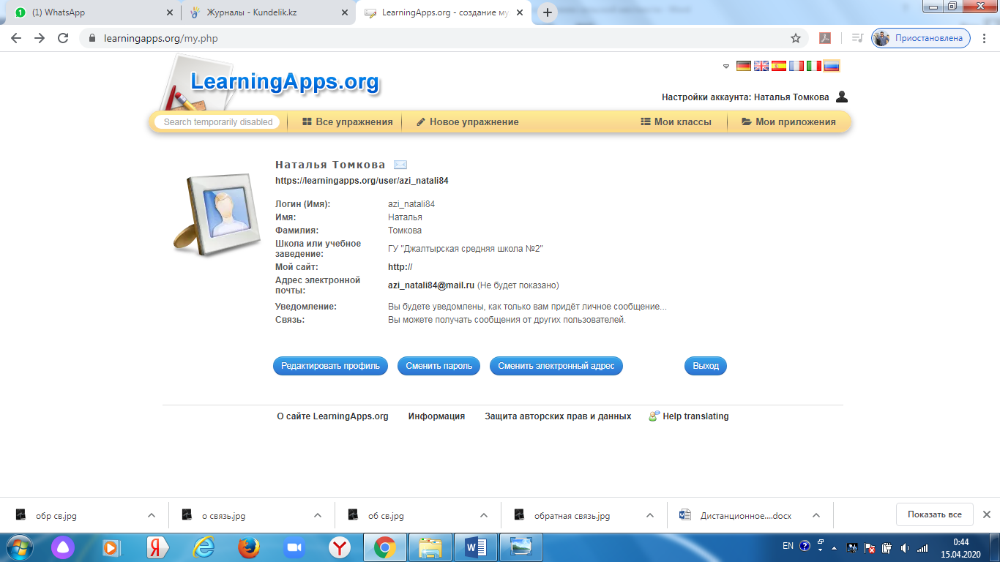 (1) WhatsApp
Журналы - Kundelik.kz
LearningApps.org - создание му
learningapps.org/my.php
Приостановлена
LearningApps.org
Настройки аккаунта: Наталья Томкова
Search temporarily disabled
Все упражнения
Новое упражнение
Мои классы
Мои приложения
Наталья Томкова
https://learningapps.org/user/azi_natali84
Логин (Имя): azi_natali84
Имя: Наталья
Фамилия: Томкова
Школа или учебное заведение: ГУ "Джалтырская средняя школа №2"
Мой сайт: http://
Адрес электронной почты: azi_natali84@mail.ru (Не будет показано)
Уведомление: Вы будете уведомлены, как только вам придёт личное сообщение...
Связь: Вы можете получать сообщения от других пользователей.
Редактировать профиль
Сменить пароль
Сменить электронный адрес
Выход
О сайте LearningApps.org
Информация
Защита авторских прав и данных
Help translating
обр св.jpg
о связь.jpg
об св.jpg
обратная связь.jpg
Дистанционное....docx
Показать все
EN
0:44
15.04.2020